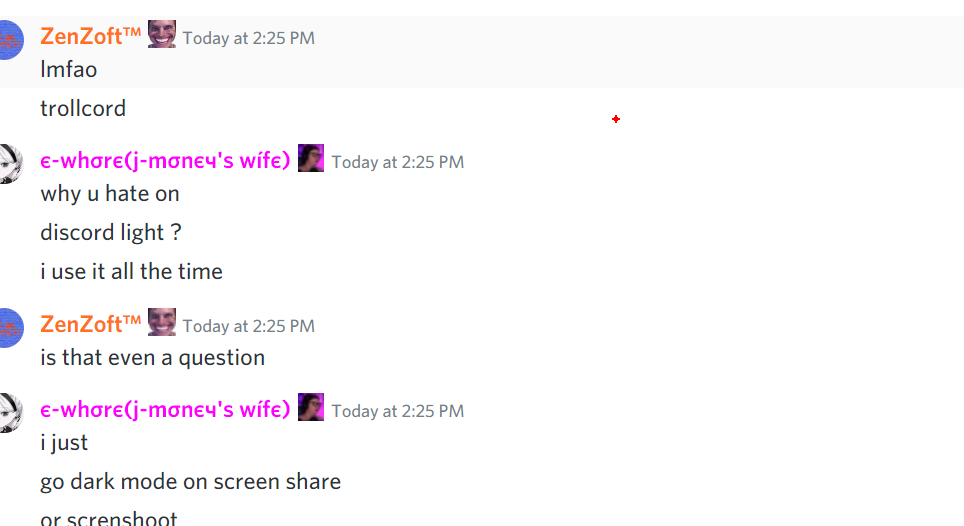 ZenZoft™ Today at 2:25 PM
lmfao
trollcord
є-whσrє(j-mσnєч's wífє) Today at 2:25 PM
why u hate on
discord light ?
i use it all the time
ZenZoft™ Today at 2:25 PM
is that even a question
є-whσrє(j-mσnєч's wífє) Today at 2:25 PM
i just
go dark mode on screen share
or screnshoot